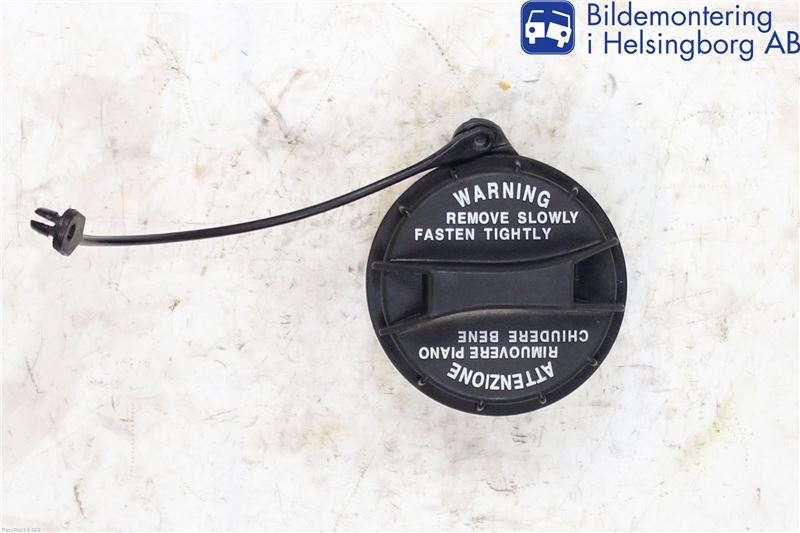 Bildemontering
i Helsingborg AB
WARNING
REMOVE SLOWLY
FASTEN TIGHTLY
ATTENZIONE
RIMUOVERE PIANO
CHIUDERE BENE